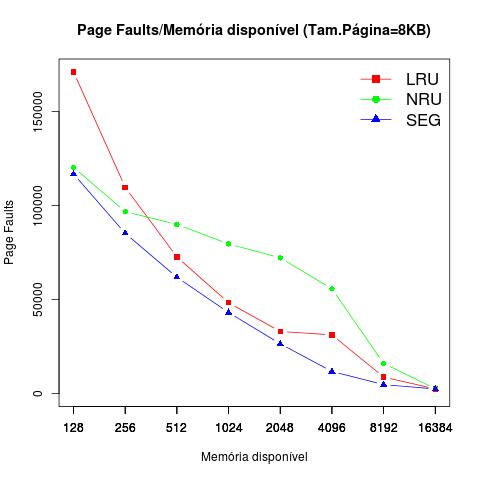 Page Faults/Memória disponível (Tam.Página=8KB)
LRU
NRU
SEG
Page Faults
150000
100000
50000
0
128 256 512 1024 2048 4096 8192 16384
Memória disponível